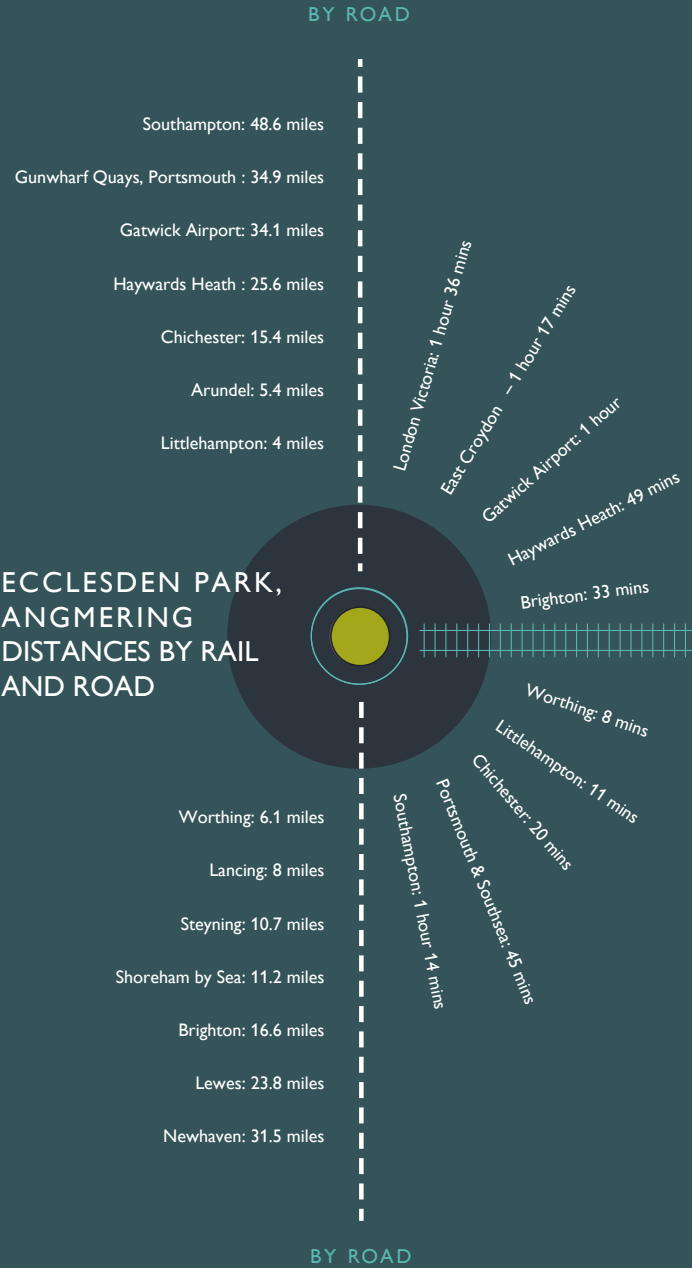 BY ROAD
Southampton: 48.6 miles
Gunwharf Quays, Portsmouth : 34.9 miles
Gatwick Airport: 34.1 miles
Haywards Heath : 25.6 miles
Chichester: 15.4 miles
Arundel: 5.4 miles
Littlehampton: 4 miles
London Victoria: 1 hour 36 mins
East Croydon – 1 hour 17 mins
Gatwick Airport: 1 hour
Haywards Heath: 49 mins
Brighton: 33 mins
ECCLESDEN PARK,
ANGMERING
DISTANCES BY RAIL
AND ROAD
Worthing: 8 mins
Littlehampton: 11 mins
Chichester: 20 mins
Portsmouth & Southsea: 45 mins
Southampton: 1 hour 14 mins
Worthing: 6.1 miles
Lancing: 8 miles
Steyning: 10.7 miles
Shoreham by Sea: 11.2 miles
Brighton: 16.6 miles
Lewes: 23.8 miles
Newhaven: 31.5 miles
BY ROAD